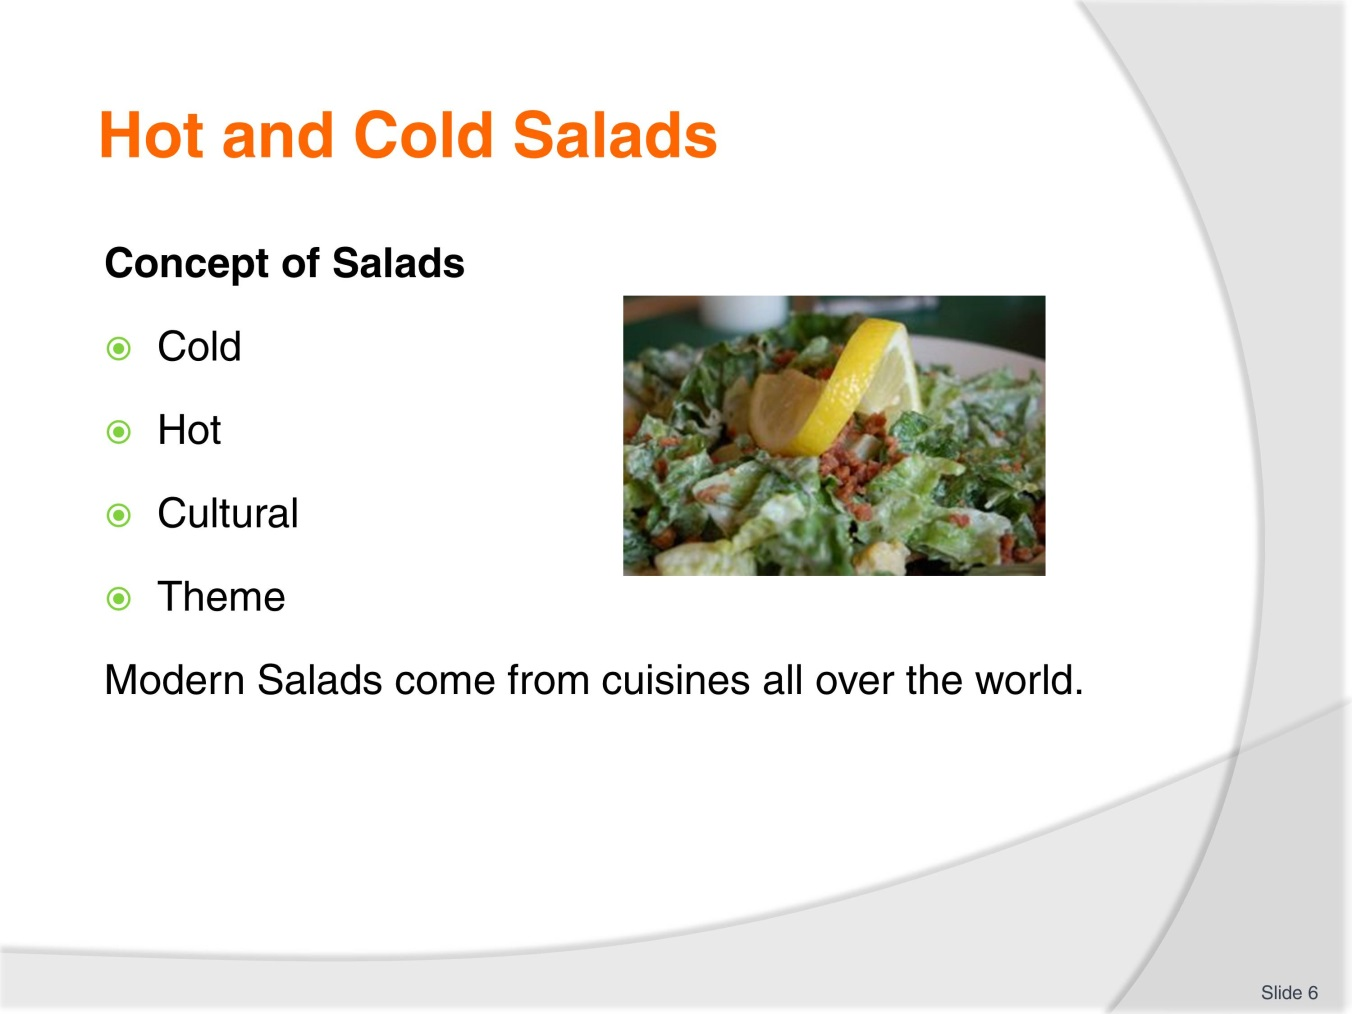 Hot and Cold Salads
Concept of Salads
Cold
Hot
Cultural
Theme
Modern Salads come from cuisines all over the world.
Slide 6